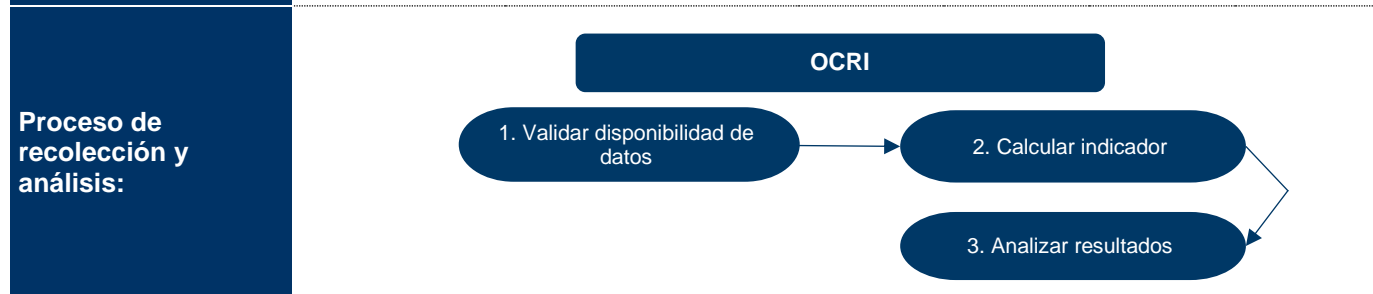 Proceso de
recolección y
análisis:
OCRI
1. Validar disponibilidad de
datos
2. Calcular indicador
3. Analizar resultados